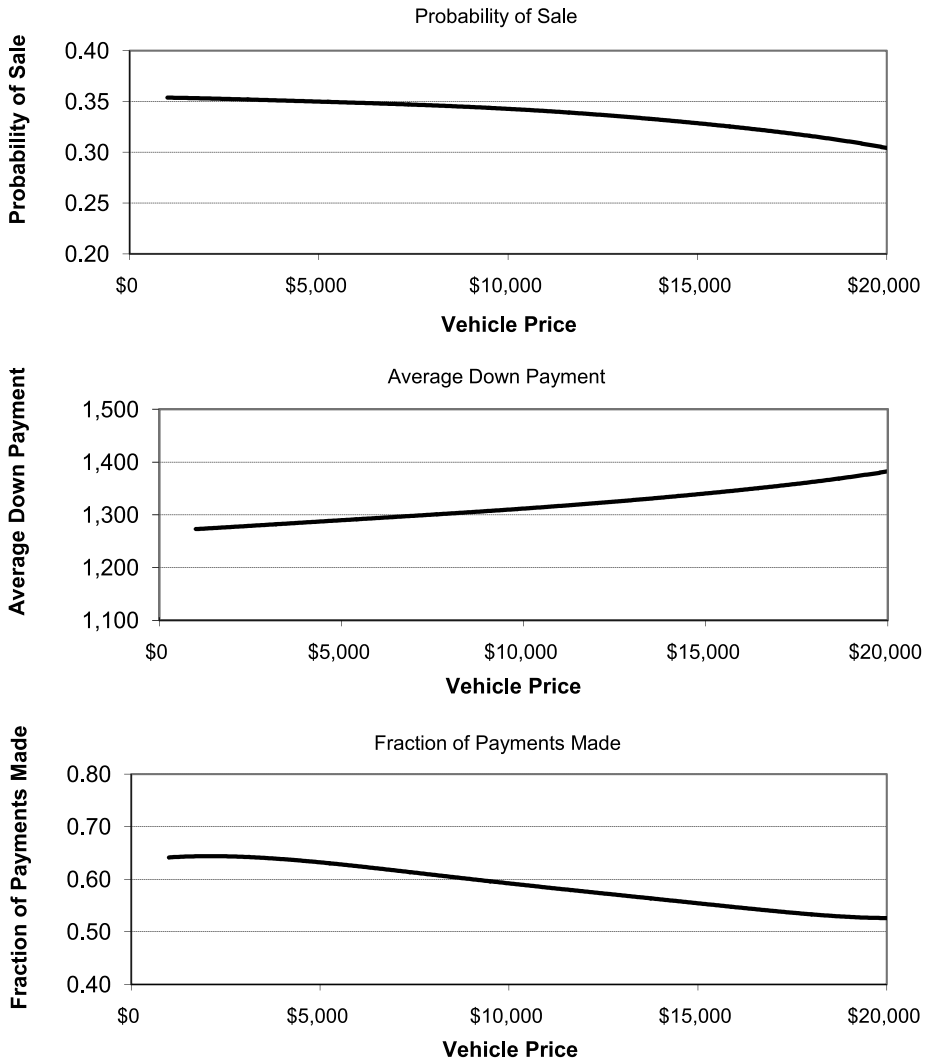 Probability of Sale
Probability of Sale
0.40
0.35
0.30
0.25
0.20
$0 $5,000 $10,000 $15,000 $20,000
Vehicle Price
Average Down Payment
Average Down Payment
1,500
1,400
1,300
1,200
1,100
$0 $5,000 $10,000 $15,000 $20,000
Vehicle Price
Fraction of Payments Made
Fraction of Payments Made
0.80
0.70
0.60
0.50
0.40
$0 $5,000 $10,000 $15,000 $20,000
Vehicle Price